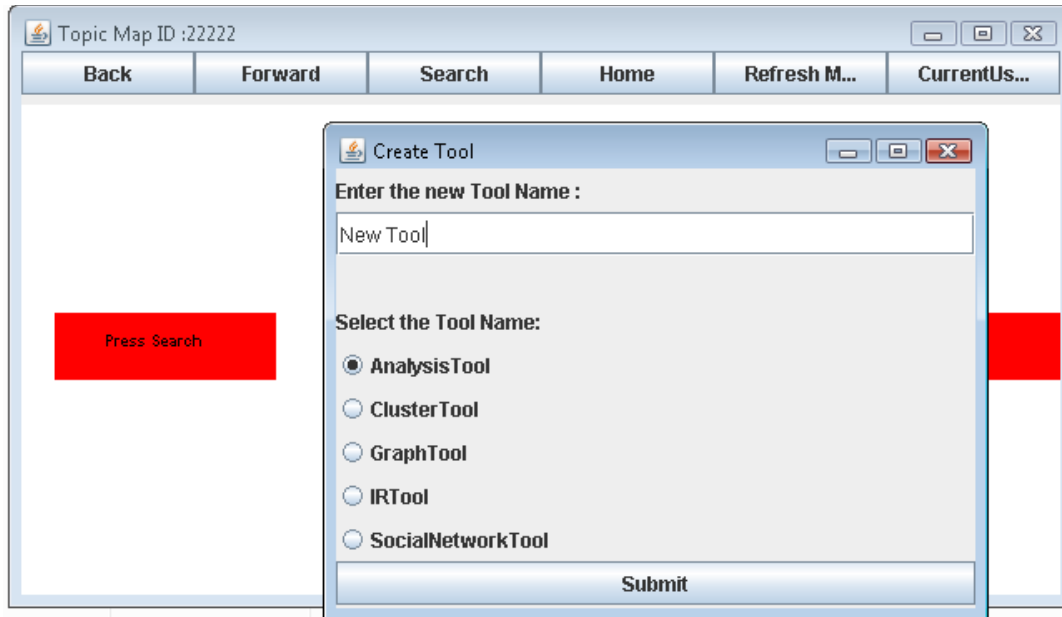 Topic Map ID :22222
Back Forward Search Home Refresh M... CurrentUs...
Create Tool
Enter the new Tool Name :
New Tool
Select the Tool Name:
Press Search
AnalysisTool
ClusterTool
GraphTool
IRTool
SocialNetworkTool
Submit